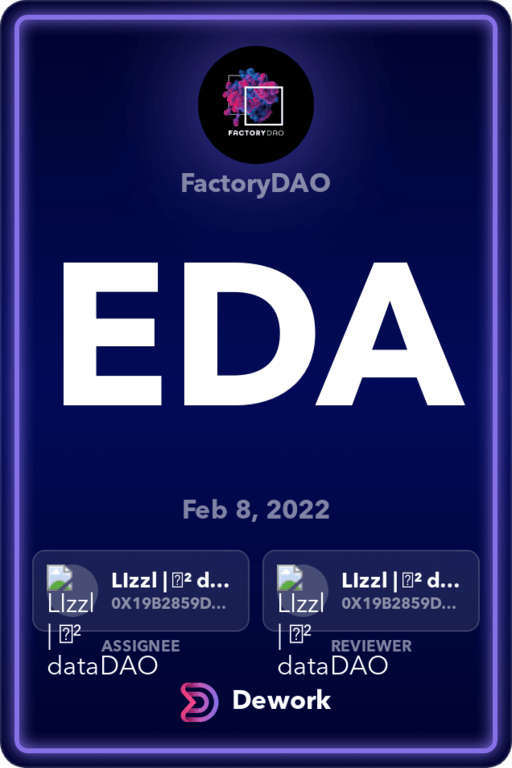 FACTORYDAO
FactoryDAO
EDA
Feb 8, 2022
LIzzl | ² d...
0X19B2859D...
LIzzl
| ²
dataDAO
ASSIGNEE
LIzzl | ² d...
0X19B2859D...
LIzzl
| ²
dataDAO
REVIEWER
Dework